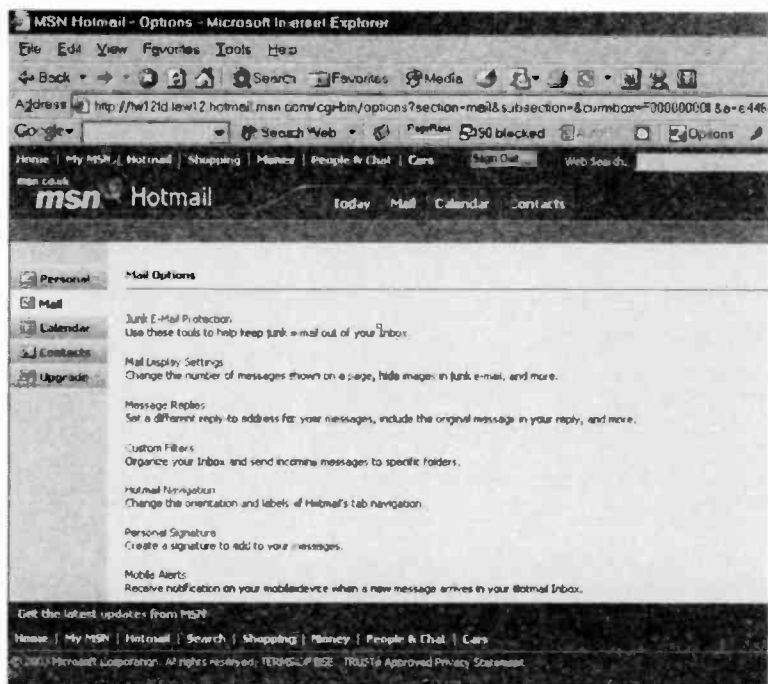 MSN Hotmail - Options - Microsoft Internet Explorer
File Edit View Favorites Tools Help
Back Search Favorites Media
Address http://lw12fd.law12.hotmail.msn.com/cgi-bin/options?section=mail&subsection=&curmbox=F00000000
Google Search Web PageRank 590 blocked AutoFill Options
Home | My MSN | Hotmail | Shopping | Money | People & Chat | Cars Sign Out Web Search:
msn.co.uk
msn Hotmail Today Mail Calendar Contacts
Personal
Mail
Calendar
Contacts
Upgrade
Mail Options
Junk E-Mail Protection
Use these tools to help keep junk e-mail out of your Inbox.
Mail Display Settings
Change the number of messages shown on a page, hide images in junk e-mail, and more.
Message Replies
Set a different reply-to address for your messages, include the original message in your reply, and more.
Custom Filters
Organize your Inbox and send incoming messages to specific folders.
Hotmail Navigation
Change the orientation and labels of Hotmail's tab navigation.
Personal Signature
Create a signature to add to your messages.
Mobile Alerts
Receive notification on your mobile device when a new message arrives in your Hotmail Inbox.
Get the latest updates from MSN
Home | My MSN | Hotmail | Search | Shopping | Money | People & Chat | Cars
© 2003 Microsoft Corporation. All rights reserved. TERMS OF USE TRUSTe Approved Privacy Statement